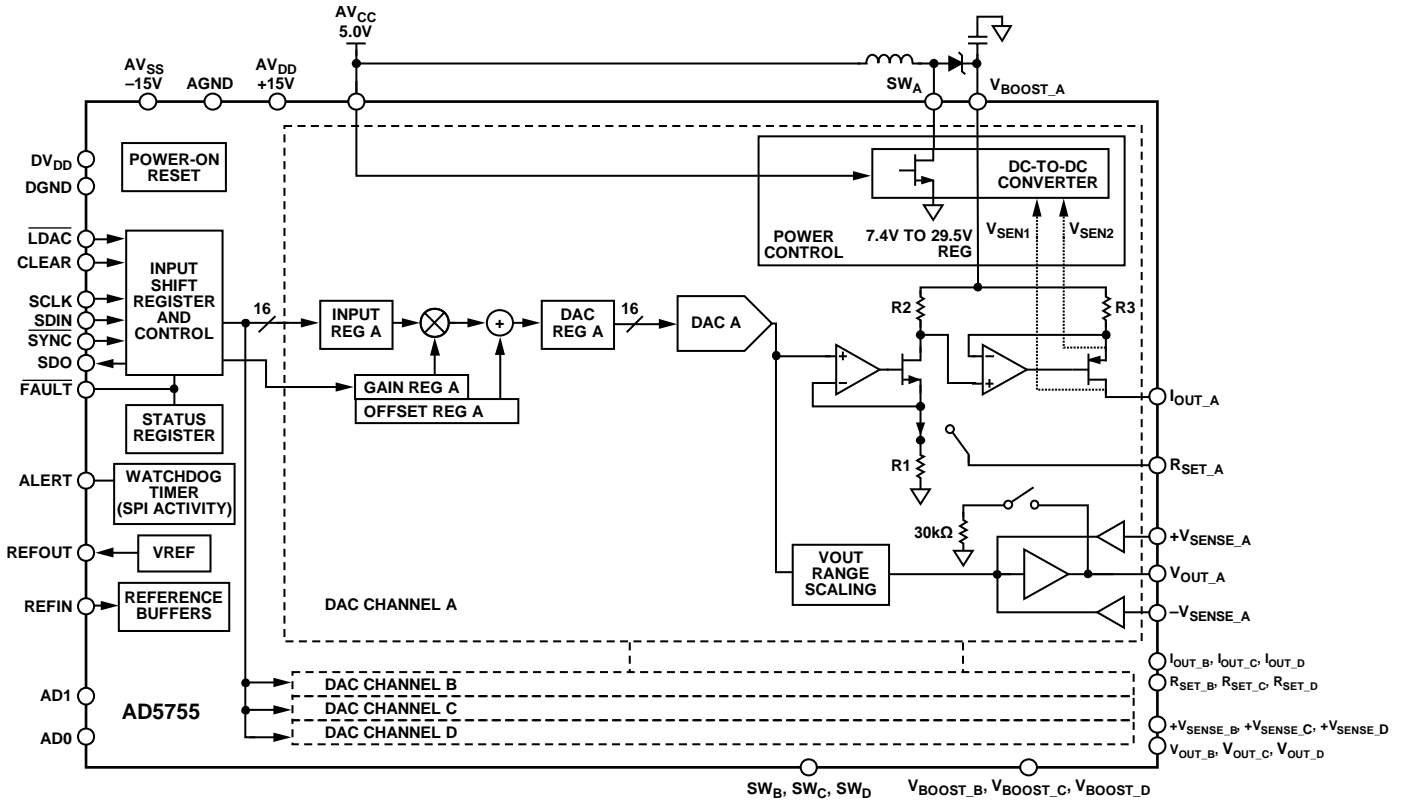 AVCC
5.0V
AVSS
–15V
AGND
AVDD
+15V
SWA
VBOOST_A
DVDD
DGND
POWER-ON
RESET
DC-TO-DC
CONVERTER
POWER
CONTROL
7.4V TO 29.5V
REG
VSEN1
VSEN2
LDAC
CLEAR
SCLK
SDIN
SYNC
SDO
FAULT
INPUT
SHIFT
REGISTER
AND
CONTROL
16
INPUT
REG A
DAC
REG A
16
DAC A
GAIN REG A
OFFSET REG A
R2
R3
R1
IOUT_A
RSET_A
STATUS
REGISTER
ALERT
WATCHDOG
TIMER
(SPI ACTIVITY)
REFOUT
VREF
REFIN
REFERENCE
BUFFERS
30kΩ
VOUT
RANGE
SCALING
+VSENSE_A
VOUT_A
–VSENSE_A
DAC CHANNEL A
DAC CHANNEL B
DAC CHANNEL C
DAC CHANNEL D
IOUT_B, IOUT_C, IOUT_D
RSET_B, RSET_C, RSET_D
+VSENSE_B, +VSENSE_C, +VSENSE_D
VOUT_B, VOUT_C, VOUT_D
AD1
AD0
AD5755
SWB, SWC, SWD
VBOOST_B, VBOOST_C, VBOOST_D